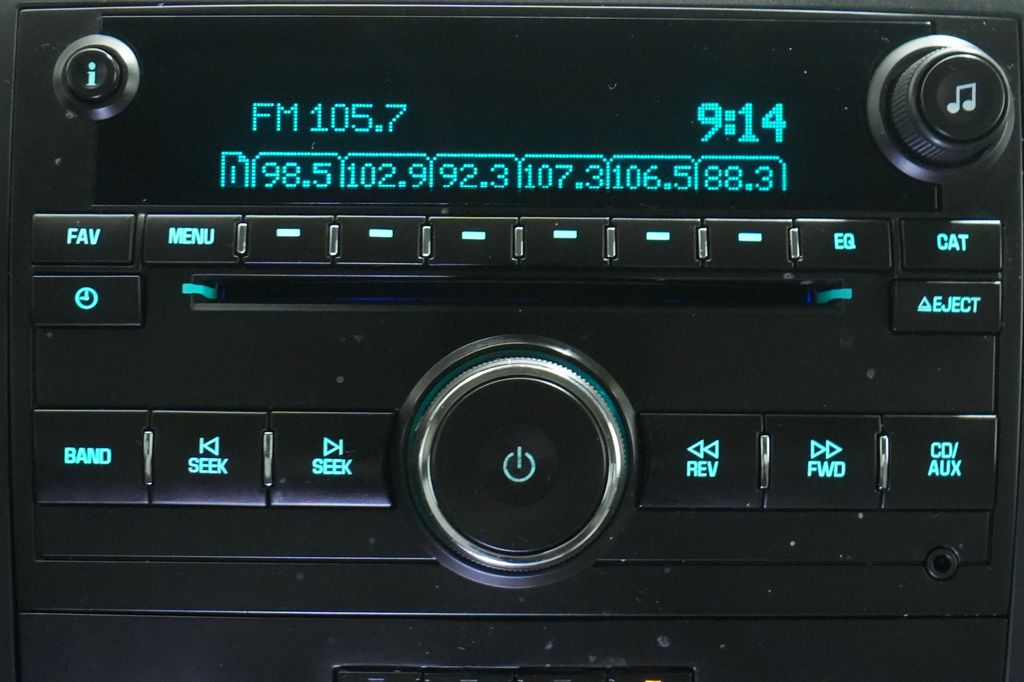 i
FM 105.7 9:14
98.5 102.9 92.3 107.3 106.5 88.3
FAV MENU EQ CAT
EJECT
BAND SEEK SEEK REV FWD CD/
AUX